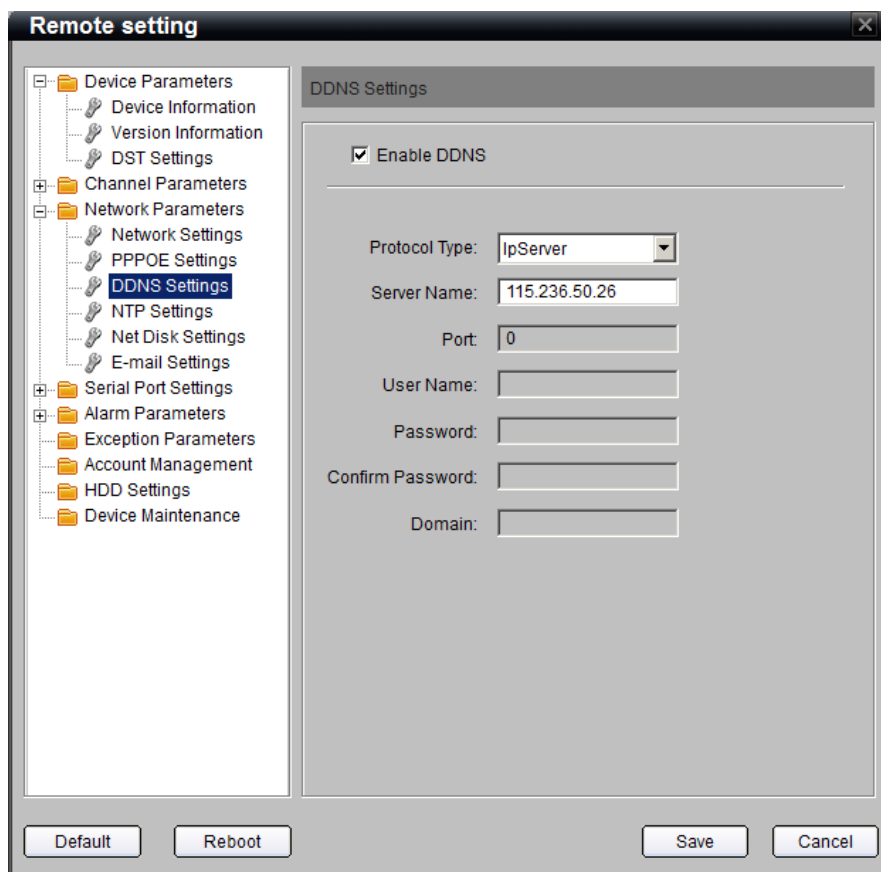 Remote setting
Device Parameters
Device Information
Version Information
DST Settings
Channel Parameters
Network Parameters
Network Settings
PPPOE Settings
DDNS Settings
NTP Settings
Net Disk Settings
E-mail Settings
Serial Port Settings
Alarm Parameters
Exception Parameters
Account Management
HDD Settings
Device Maintenance
DDNS Settings
Enable DDNS
Protocol Type: IpServer
Server Name: 115.236.50.26
Port: 0
User Name:
Password:
Confirm Password:
Domain:
Default Reboot Save Cancel